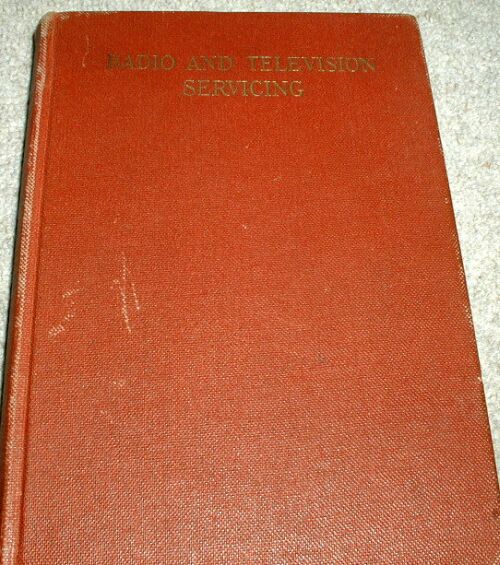 RADIO AND TELEVISION
SERVICING